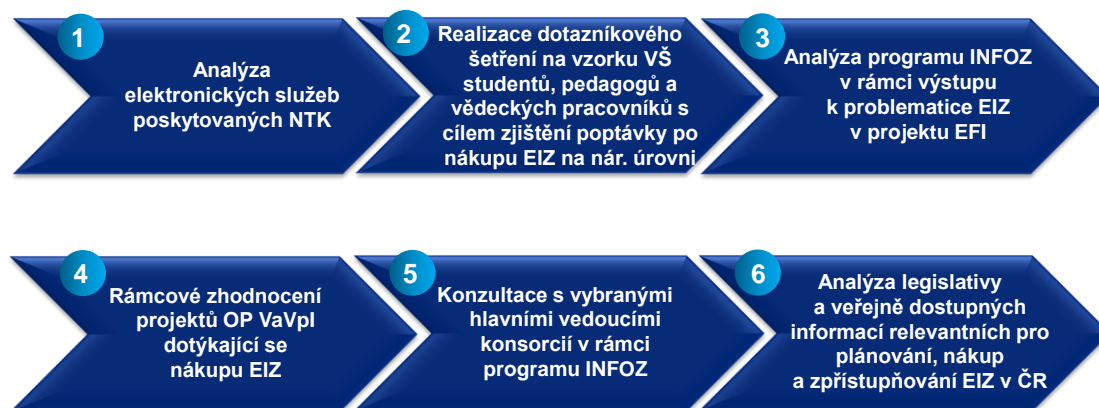 1
Analýza
elektronických služeb
poskytovaných NTK
2
Realizace dotazníkového
šetření na vzorku VŠ
studentů, pedagogů a
vědeckých pracovníků s
cílem zjištění poptávky po
nákupu EIZ na nár. úrovni
3
Analýza programu INFOZ
v rámci výstupu
k problematice EIZ
v projektu EFI
4
Rámcové zhodnocení
projektů OP VaVpI
dotýkající se
nákupu EIZ
5
Konzultace s vybranými
hlavními vedoucími
konsorcií v rámci
programu INFOZ
6
Analýza legislativy
a veřejně dostupných
informací relevantních pro
plánování, nákup
a zpřístupňování EIZ v ČR